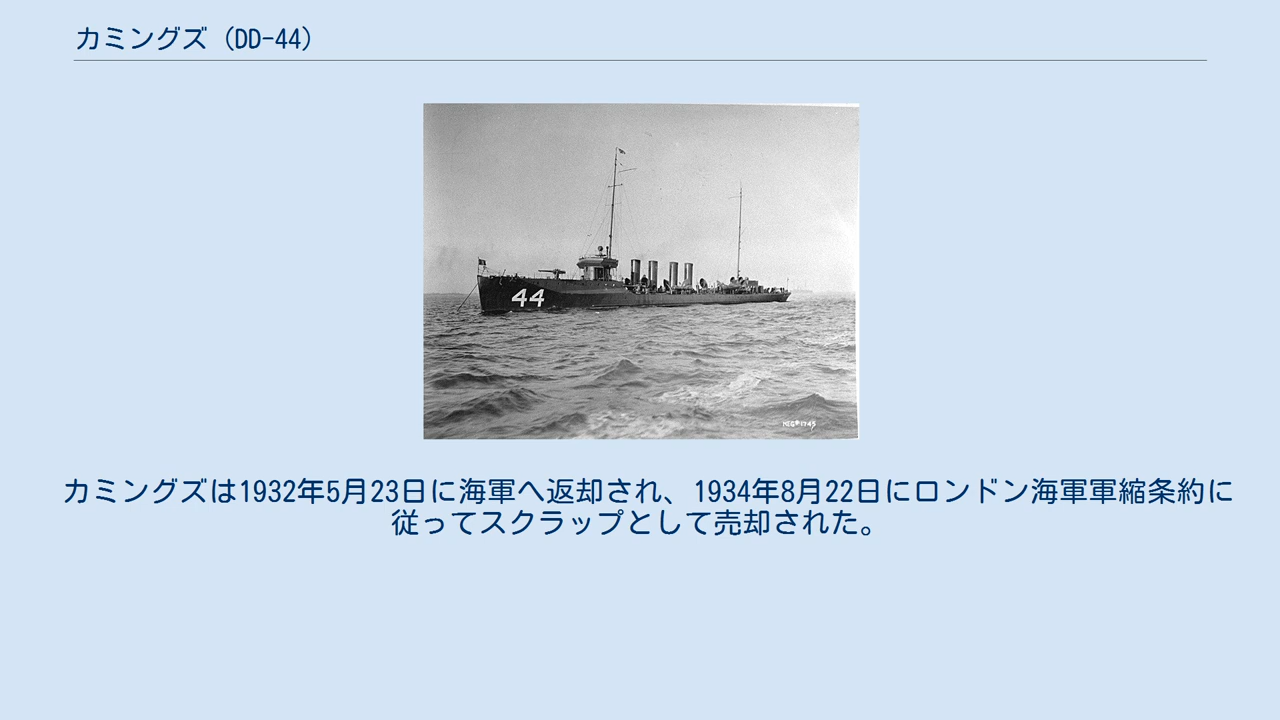 カミングズ（DD-44）
44
カミングズは1932年5月23日に海軍へ返却され、1934年8月22日にロンドン海軍軍縮条約に
従ってスクラップとして売却された。